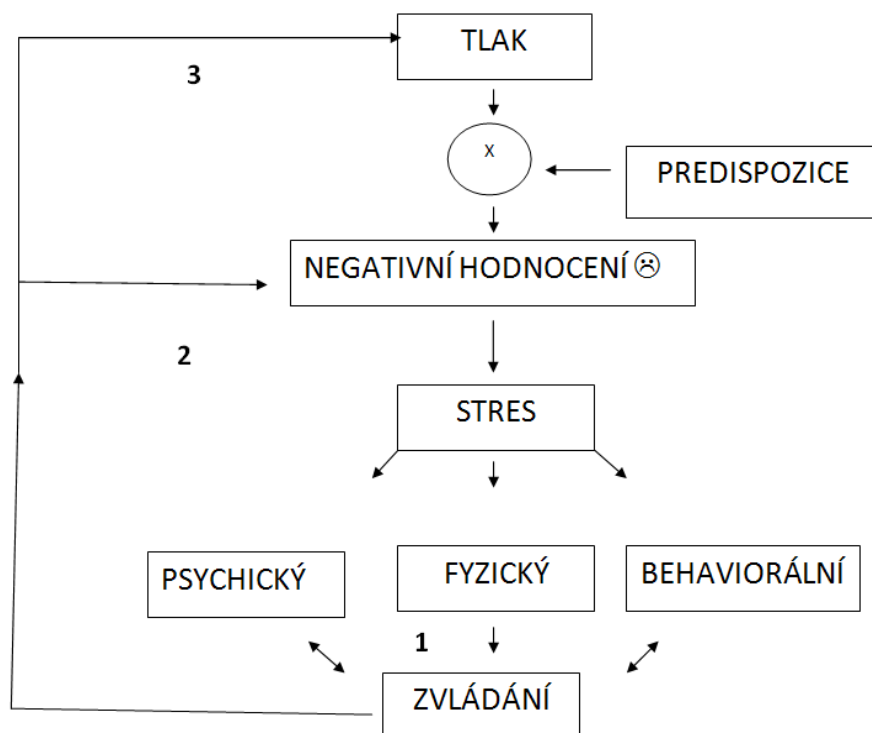 TLAK
3
X
PREDISPOZICE
NEGATIVNÍ HODNOCENÍ ☹
2
STRES
PSYCHICKÝ
FYZICKÝ
BEHAVIORÁLNÍ
1
ZVLÁDÁNÍ